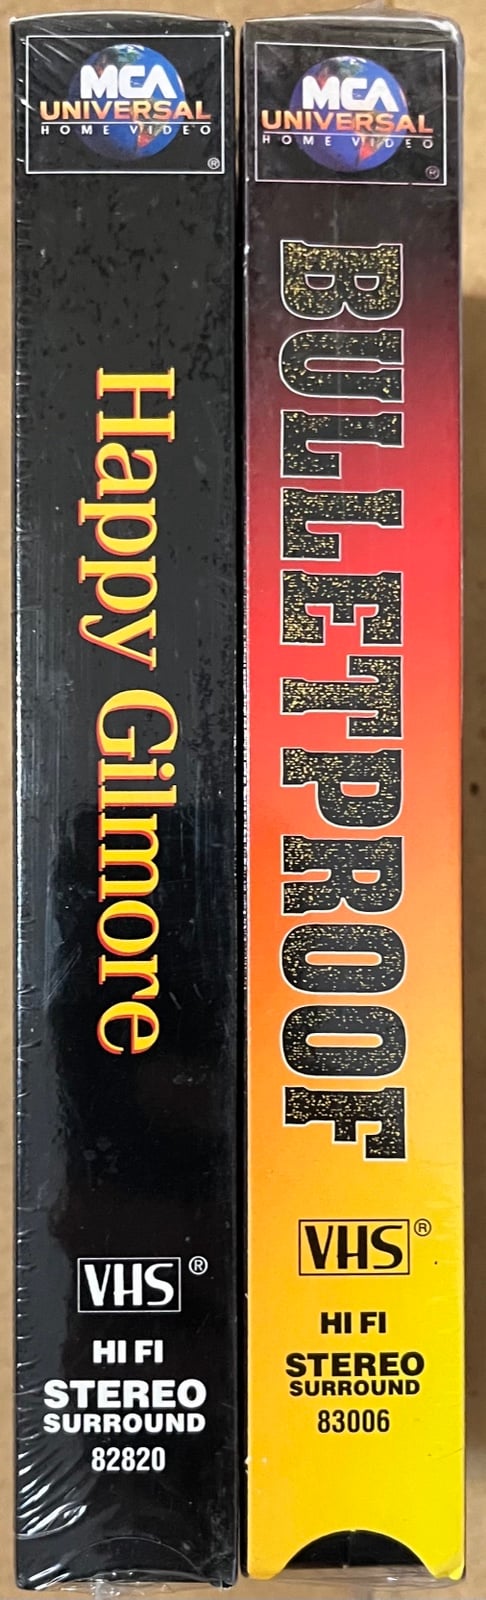 MCA
UNIVERSAL
HOME VIDEO
®
Happy Gilmore
VHS®
HI FI
STEREO
SURROUND
82820
MCA
UNIVERSAL
HOME VIDEO
®
BULLETPROOF
VHS®
HI FI
STEREO
SURROUND
83006